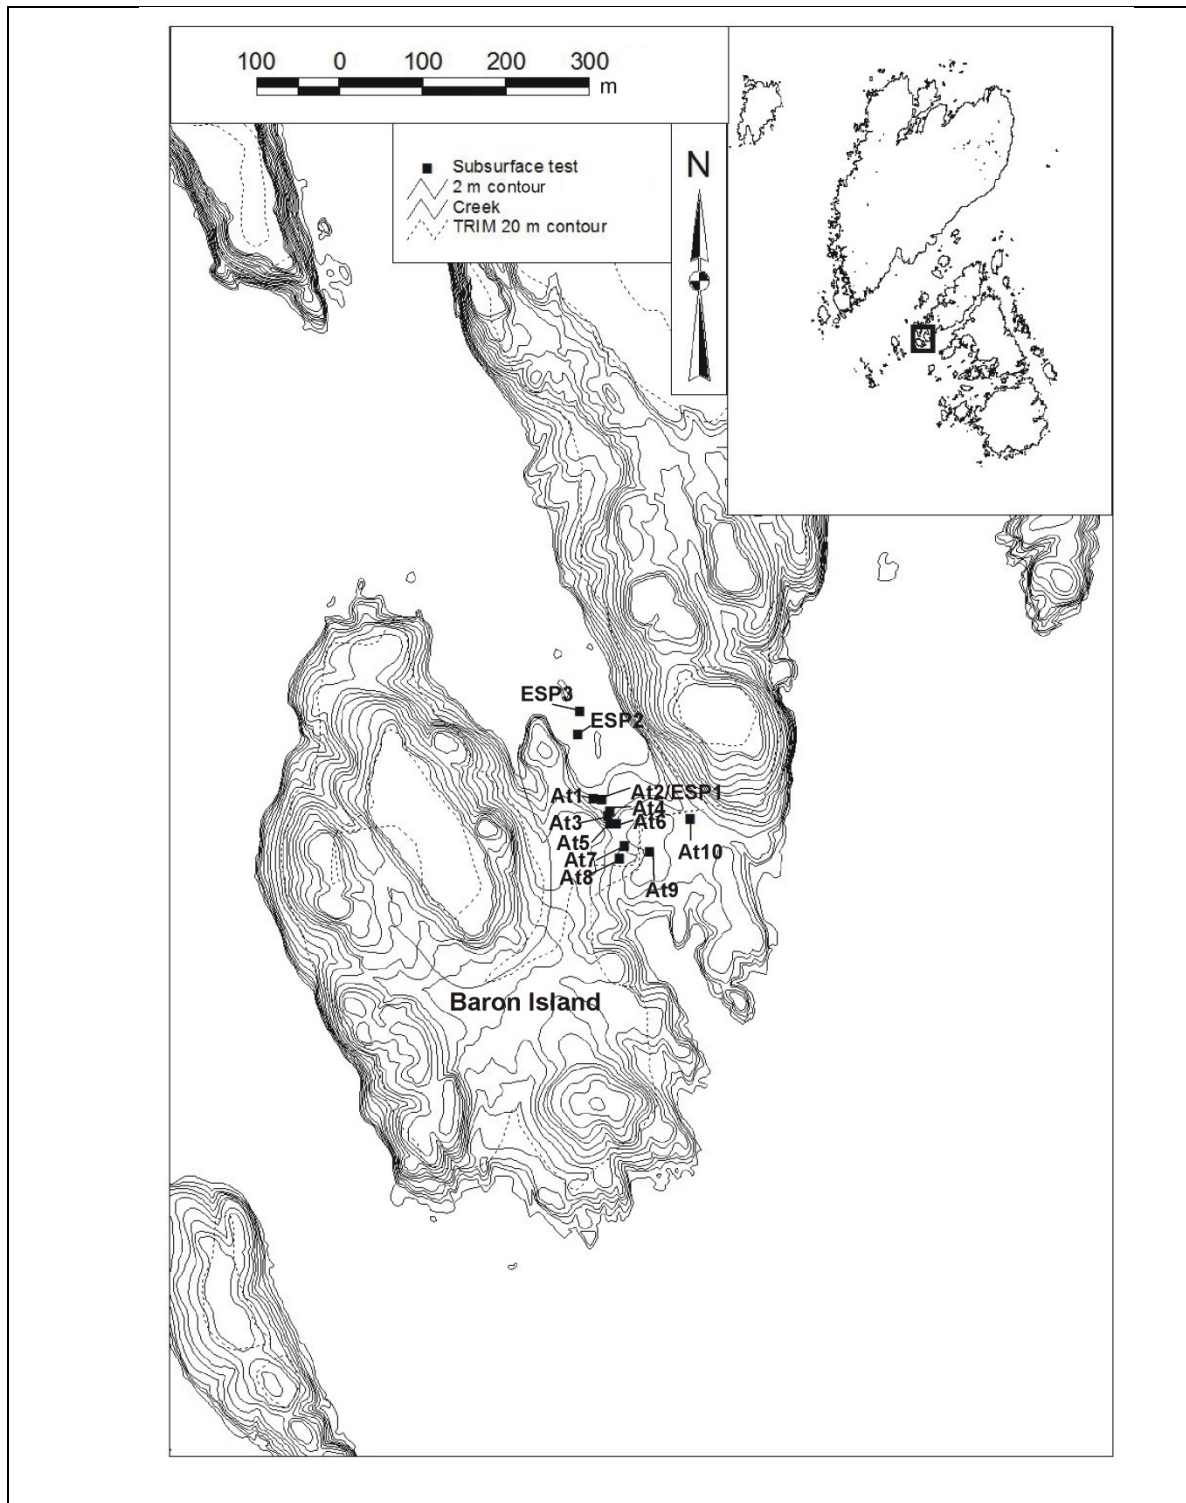 100 0 100 200 300
m
Subsurface test
2 m contour
Creek
TRIM 20 m contour
N
ESP3
ESP2
At1
At2/ESP1
At4
At3
At6
At5
At7
At10
At8
At9
Baron Island